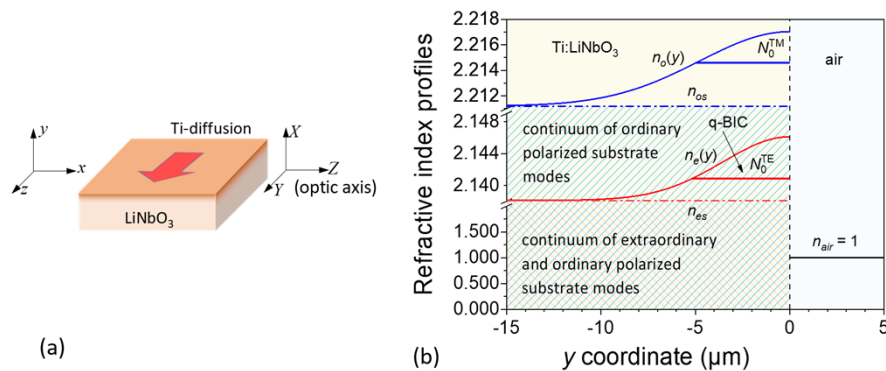 (a)
y
x
z
Ti-diffusion
LiNbO₃
X
Z
Y
(optic axis)
(b)
Refractive index profiles
2.218
2.216
2.214
2.212
2.148
2.144
2.140
1.500
1.000
0.500
0.000
Ti:LiNbO₃
nₒ(y)
N₀ᵀᴹ
air
nₒₛ
continuum of ordinary
polarized substrate
modes
q-BIC
nₑ(y)
N₀ᵀᴱ
nₑₛ
continuum of extraordinary
and ordinary polarized
substrate modes
n_air = 1
-15 -10 -5 0 5
y coordinate (μm)